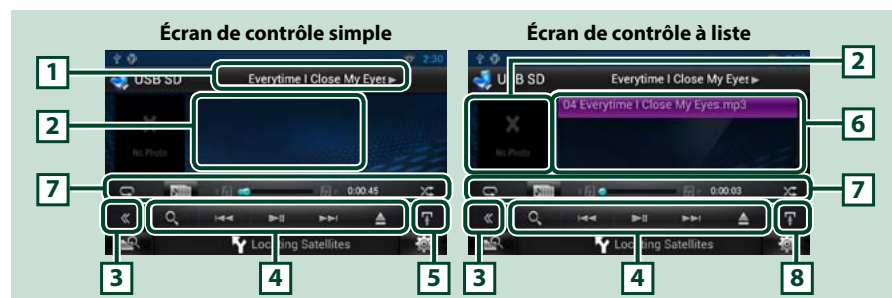 Écran de contrôle simple
Écran de contrôle à liste
2:30
USB SD
Everytime I Close My Eyes
No Photo
0:00:45
Locating Satellites
USB SD
Everytime I Close My Eyes
04 Everytime I Close My Eyes.mp3
No Photo
0:00:03
Locating Satellites
1
2
7
3
4
5
2
6
7
3
4
8